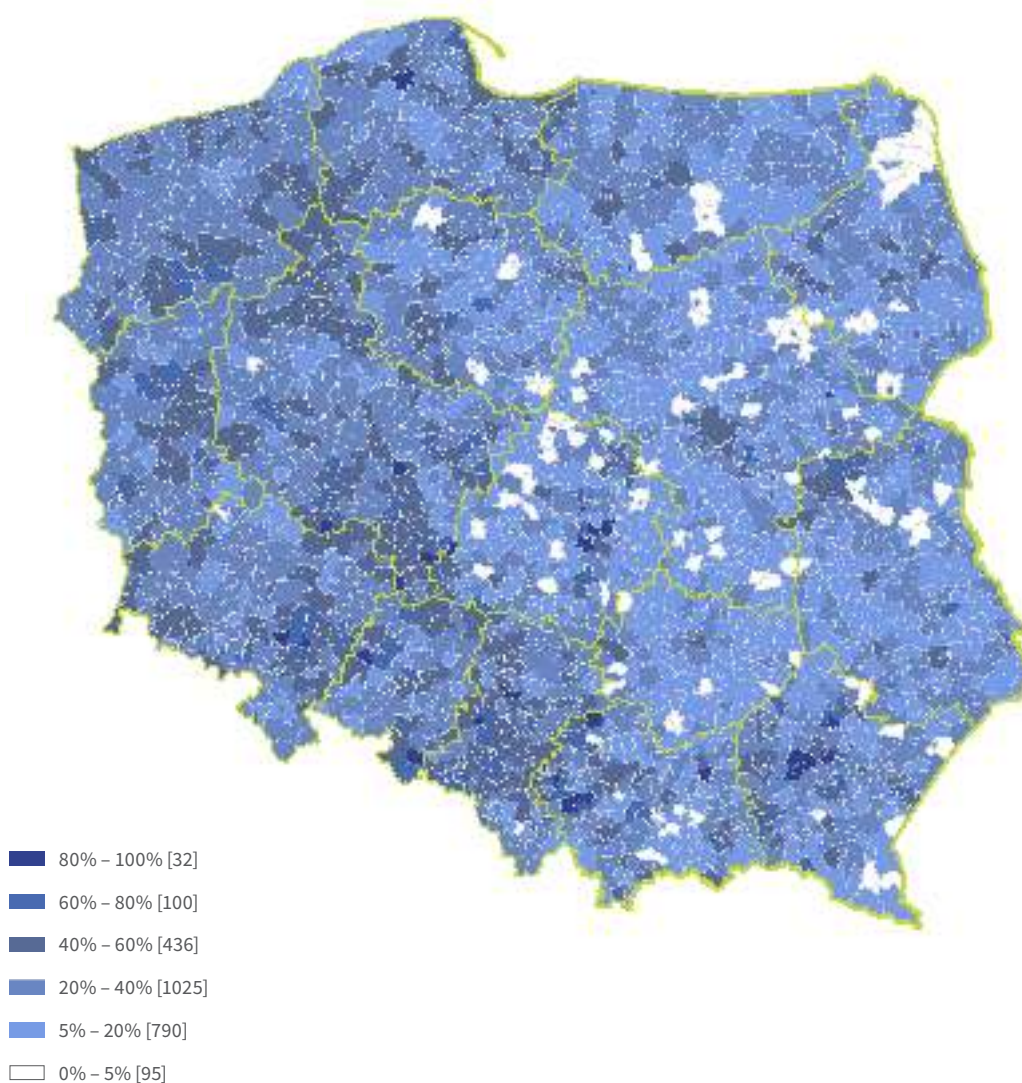 80% – 100% [32]
60% – 80% [100]
40% – 60% [436]
20% – 40% [1025]
5% – 20% [790]
0% – 5% [95]